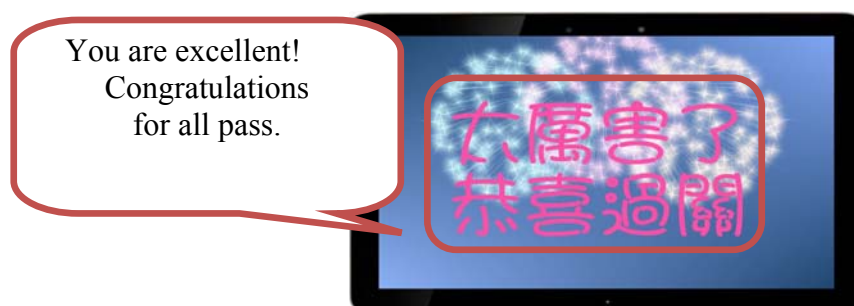 You are excellent!
Congratulations
for all pass.
太厲害了
恭喜過關